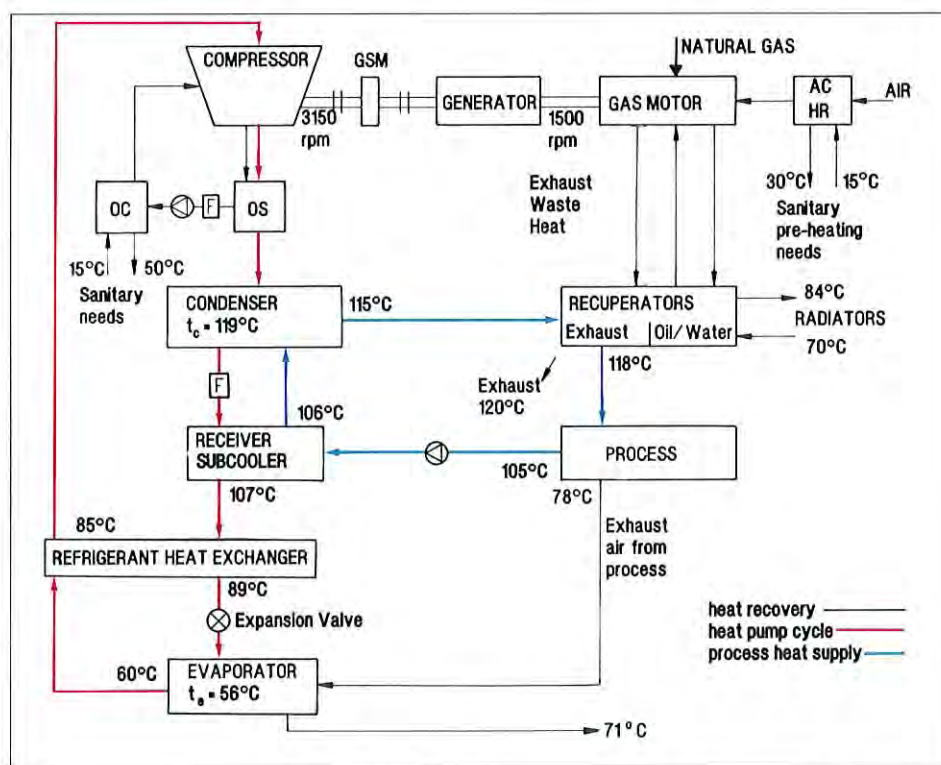 NATURAL GAS
COMPRESSOR
GSM
GENERATOR
GAS MOTOR
AC
HR
AIR
3150
rpm
1500
rpm
30°C
15°C
Sanitary
pre-heating
needs
Exhaust
Waste
Heat
OC
F
OS
15°C
50°C
Sanitary
needs
CONDENSER
t_c = 119°C
115°C
RECUPERATORS
Exhaust
Oil/Water
84°C
RADIATORS
70°C
118°C
Exhaust
120°C
F
106°C
RECEIVER
SUBCOOLER
PROCESS
105°C
78°C
107°C
Exhaust
air from
process
85°C
REFRIGERANT HEAT EXCHANGER
89°C
Expansion Valve
60°C
EVAPORATOR
t_e = 56°C
71°C
heat recovery
heat pump cycle
process heat supply